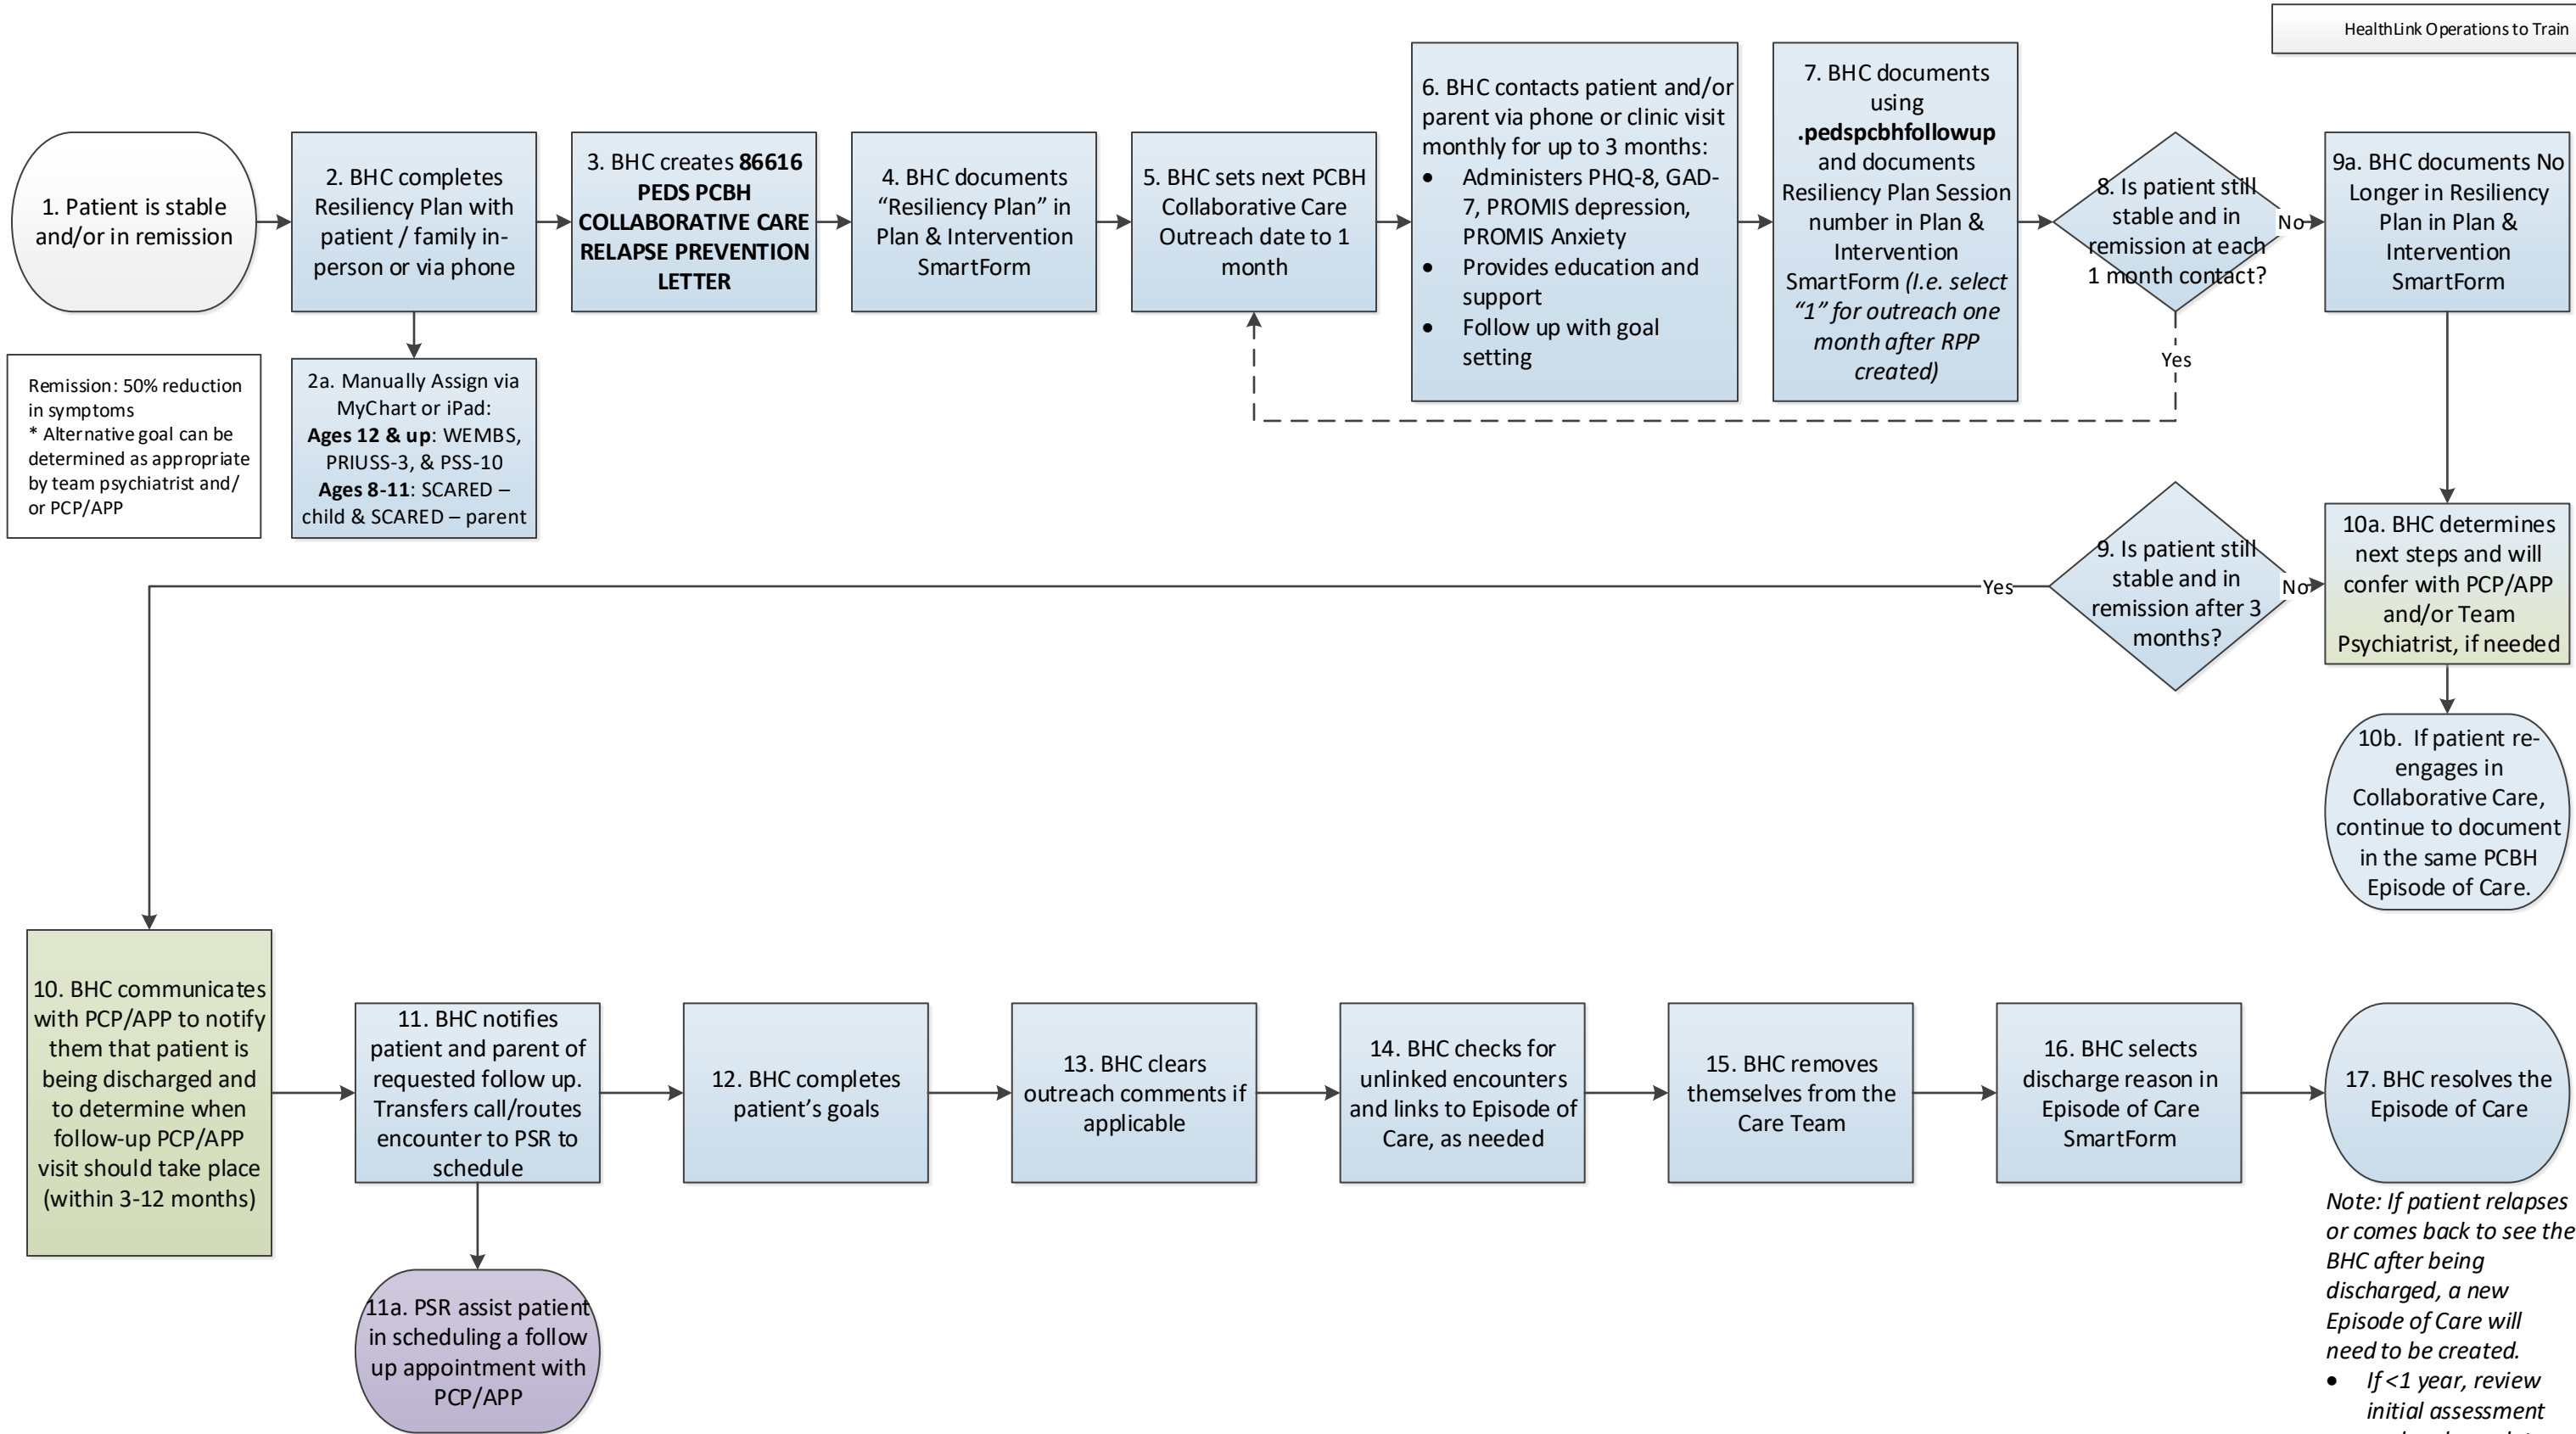 HealthLink Operations to Train
1. Patient is stable
and/or in remission
2. BHC completes
Resiliency Plan with
patient / family in-
person or via phone
3. BHC creates 86616
PEDS PCBH
COLLABORATIVE CARE
RELAPSE PREVENTION
LETTER
4. BHC documents
“Resiliency Plan” in
Plan & Intervention
SmartForm
5. BHC sets next PCBH
Collaborative Care
Outreach date to 1
month
6. BHC contacts patient and/or
parent via phone or clinic visit
monthly for up to 3 months:
• Administers PHQ-8, GAD-
7, PROMIS depression,
PROMIS Anxiety
• Provides education and
support
• Follow up with goal
setting
7. BHC documents
using
.pedspcbhfollowup
and documents
Resiliency Plan Session
number in Plan &
Intervention
SmartForm (I.e. select
“1” for outreach one
month after RPP
created)
8. Is patient still
stable and in
remission at each
1 month contact?
No
Yes
9a. BHC documents No
Longer in Resiliency
Plan in Plan &
Intervention
SmartForm
Remission: 50% reduction
in symptoms
* Alternative goal can be
determined as appropriate
by team psychiatrist and/
or PCP/APP
2a. Manually Assign via
MyChart or iPad:
Ages 12 & up: WEMBS,
PRIUSS-3, & PSS-10
Ages 8-11: SCARED –
child & SCARED – parent
9. Is patient still
stable and in
remission after 3
months?
Yes
No
10a. BHC determines
next steps and will
confer with PCP/APP
and/or Team
Psychiatrist, if needed
10b. If patient re-
engages in
Collaborative Care,
continue to document
in the same PCBH
Episode of Care.
10. BHC communicates
with PCP/APP to notify
them that patient is
being discharged and
to determine when
follow-up PCP/APP
visit should take place
(within 3-12 months)
11. BHC notifies
patient and parent of
requested follow up.
Transfers call/routes
encounter to PSR to
schedule
11a. PSR assist patient
in scheduling a follow
up appointment with
PCP/APP
12. BHC completes
patient’s goals
13. BHC clears
outreach comments if
applicable
14. BHC checks for
unlinked encounters
and links to Episode of
Care, as needed
15. BHC removes
themselves from the
Care Team
16. BHC selects
discharge reason in
Episode of Care
SmartForm
17. BHC resolves the
Episode of Care
Note: If patient relapses
or comes back to see the
BHC after being
discharged, a new
Episode of Care will
need to be created.
• If <1 year, review
initial assessment